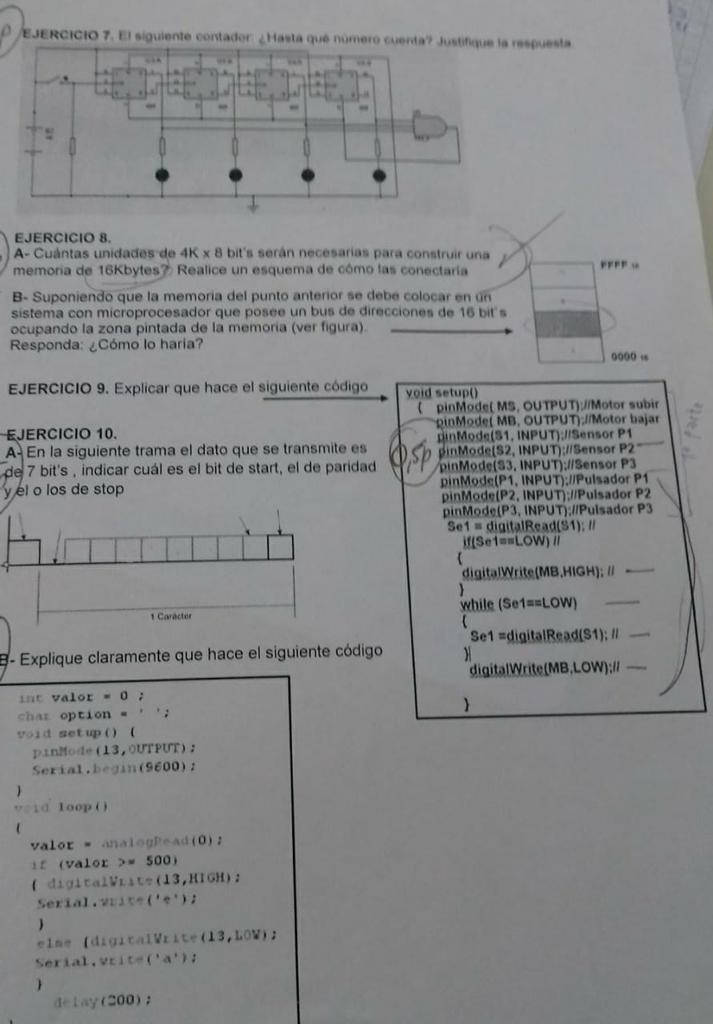 EJERCICIO 7. El siguiente contador: ¿Hasta qué número cuenta? Justifique la respuesta
EJERCICIO 8.
A- Cuántas unidades de 4K x 8 bit's serán necesarias para construir una
memoria de 16Kbytes? Realice un esquema de cómo las conectaría
B- Suponiendo que la memoria del punto anterior se debe colocar en un
sistema con microprocesador que posee un bus de direcciones de 16 bit's
ocupando la zona pintada de la memoria (ver figura).
Responda: ¿Cómo lo haría?
FFFF 16
0000 16
EJERCICIO 9. Explicar que hace el siguiente código
void setup()
{ pinMode( MS, OUTPUT);//Motor subir
pinMode( MB, OUTPUT);//Motor bajar
pinMode(S1, INPUT);//Sensor P1
pinMode(S2, INPUT);//Sensor P2
pinMode(S3, INPUT);//Sensor P3
pinMode(P1, INPUT);//Pulsador P1
pinMode(P2, INPUT);//Pulsador P2
pinMode(P3, INPUT);//Pulsador P3
Se1 = digitalRead(S1); //
if(Se1==LOW) //
{
digitalWrite(MB,HIGH); //
}
while (Se1==LOW)
{
Se1 =digitalRead(S1); //
}
digitalWrite(MB,LOW);//
}
0,5p
EJERCICIO 10.
A- En la siguiente trama el dato que se transmite es
de 7 bit's , indicar cuál es el bit de start, el de paridad
y el o los de stop
1 Carácter
B- Explique claramente que hace el siguiente código
int valor = 0 ;
char option = ' ';
void setup() {
pinMode(13,OUTPUT);
Serial.begin(9600);
}
void loop()
{
valor = analogRead(0);
if (valor >= 500)
{ digitalWrite(13,HIGH);
Serial.write('e');
}
else {digitalWrite(13,LOW);
Serial.write('a');
}
delay(200);